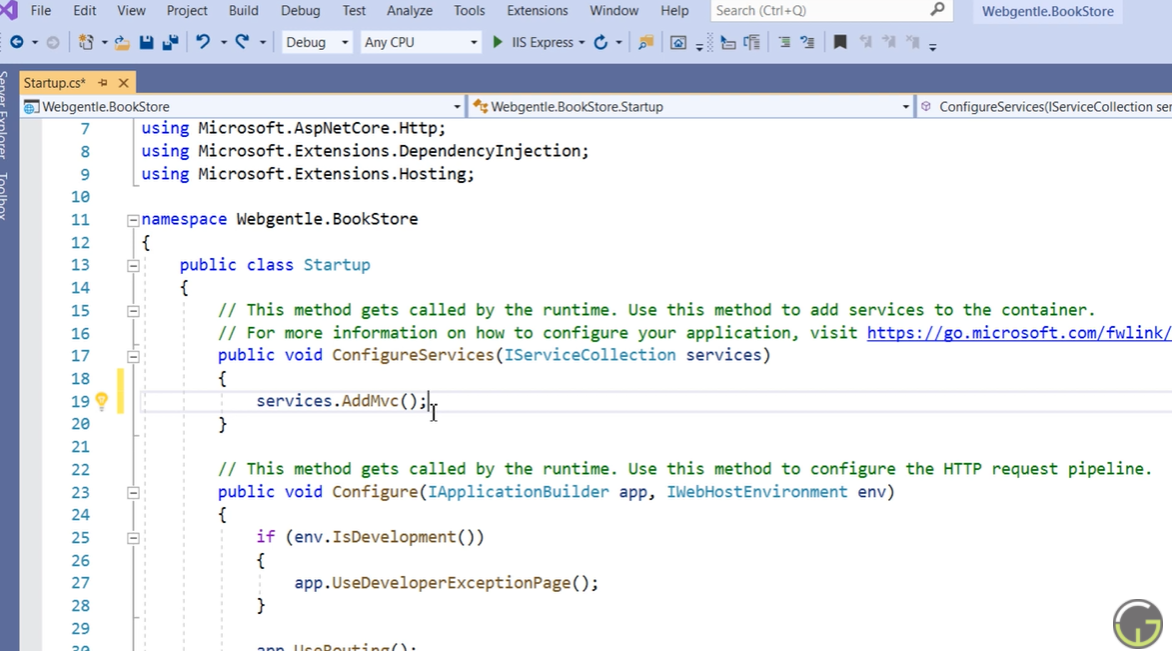 File Edit View Project Build Debug Test Analyze Tools Extensions Window Help Search (Ctrl+Q) Webgentle.BookStore
Debug Any CPU IIS Express
Startup.cs*
Server Explorer
Toolbox
Webgentle.BookStore Webgentle.BookStore.Startup ConfigureServices(IServiceCollection ser
7 using Microsoft.AspNetCore.Http;
8 using Microsoft.Extensions.DependencyInjection;
9 using Microsoft.Extensions.Hosting;
10
11 namespace Webgentle.BookStore
12 {
13 public class Startup
14 {
15 // This method gets called by the runtime. Use this method to add services to the container.
16 // For more information on how to configure your application, visit https://go.microsoft.com/fwlink/
17 public void ConfigureServices(IServiceCollection services)
18 {
19 services.AddMvc();
20 }
21
22 // This method gets called by the runtime. Use this method to configure the HTTP request pipeline.
23 public void Configure(IApplicationBuilder app, IWebHostEnvironment env)
24 {
25 if (env.IsDevelopment())
26 {
27 app.UseDeveloperExceptionPage();
28 }
29
30 app.UseRouting();